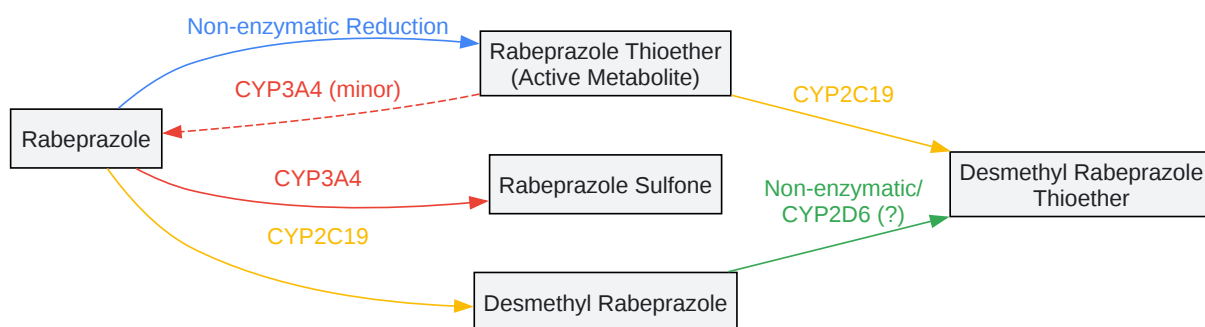 Non-enzymatic Reduction
Rabeprazole Thioether
(Active Metabolite)
CYP3A4 (minor)
CYP2C19
Rabeprazole
CYP3A4
Rabeprazole Sulfone
Desmethyl Rabeprazole
Thioether
Non-enzymatic/
CYP2D6 (?)
CYP2C19
Desmethyl Rabeprazole